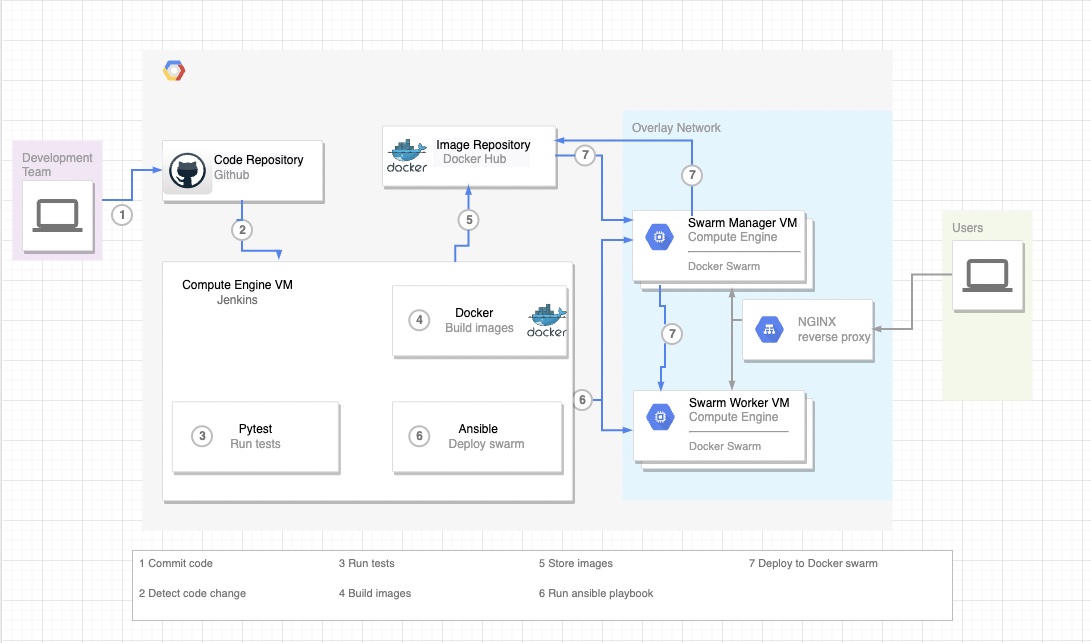 Overlay Network
Development
Team
1
Code Repository
Github
2
docker
Image Repository
Docker Hub
7
7
5
Swarm Manager VM
Compute Engine
Docker Swarm
Users
Compute Engine VM
Jenkins
4
Docker
Build images
docker
7
NGINX
reverse proxy
6
3
Pytest
Run tests
6
Ansible
Deploy swarm
Swarm Worker VM
Compute Engine
Docker Swarm
1 Commit code
3 Run tests
5 Store images
7 Deploy to Docker swarm
2 Detect code change
4 Build images
6 Run ansible playbook